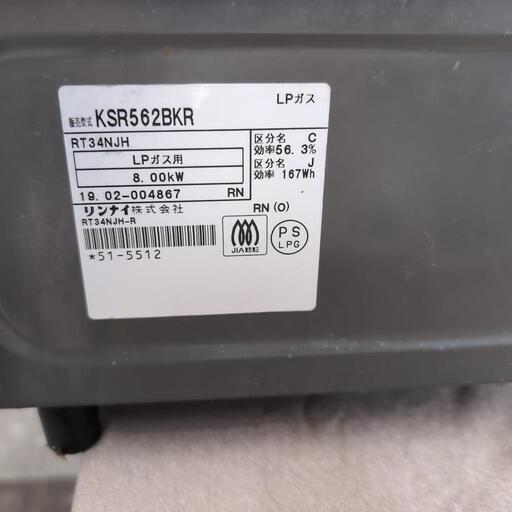 LPガス
販売型式 KSR562BKR
RT34NJH
LPガス用
8.00kW
19.02-004867 RN
区分名 C
効率56.3%
区分名 J
効率 167Wh
リンナイ株式会社
RN(O)
RT34NJH-R
*51-5512
JIA認証
PS
LPG